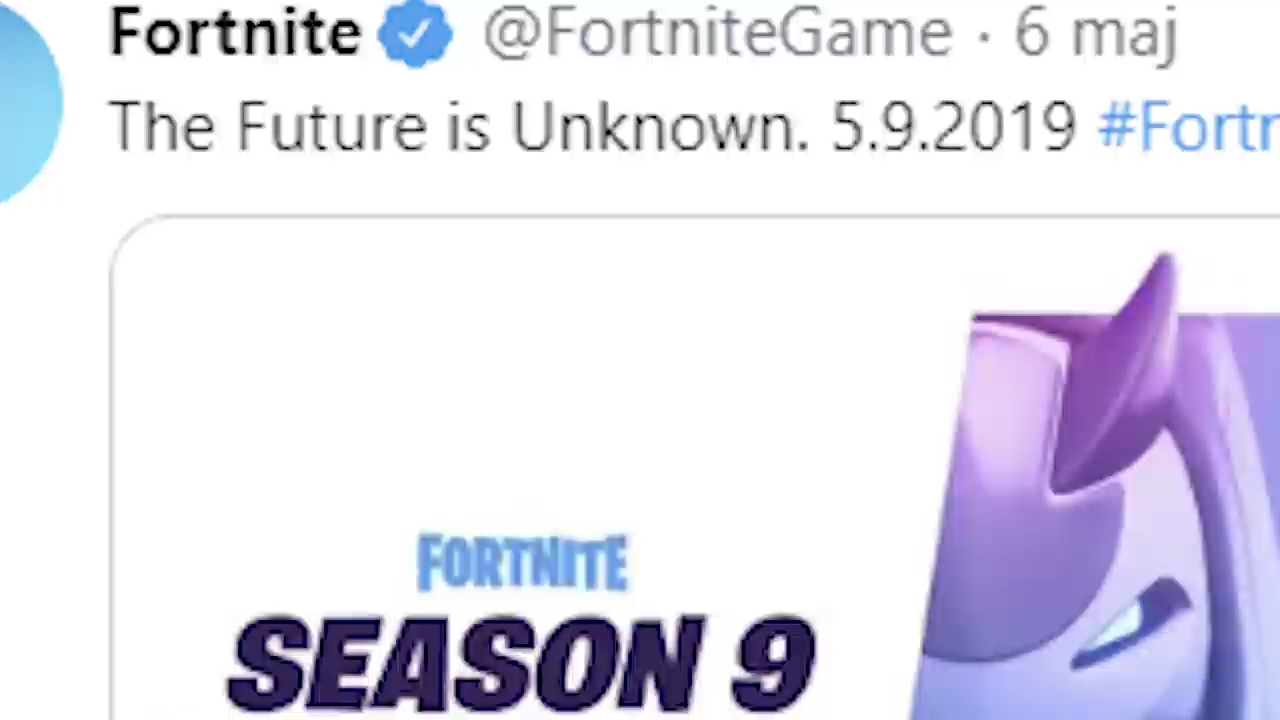 Fortnite @FortniteGame · 6 maj
The Future is Unknown. 5.9.2019 #Fortn
FORTNITE
SEASON 9